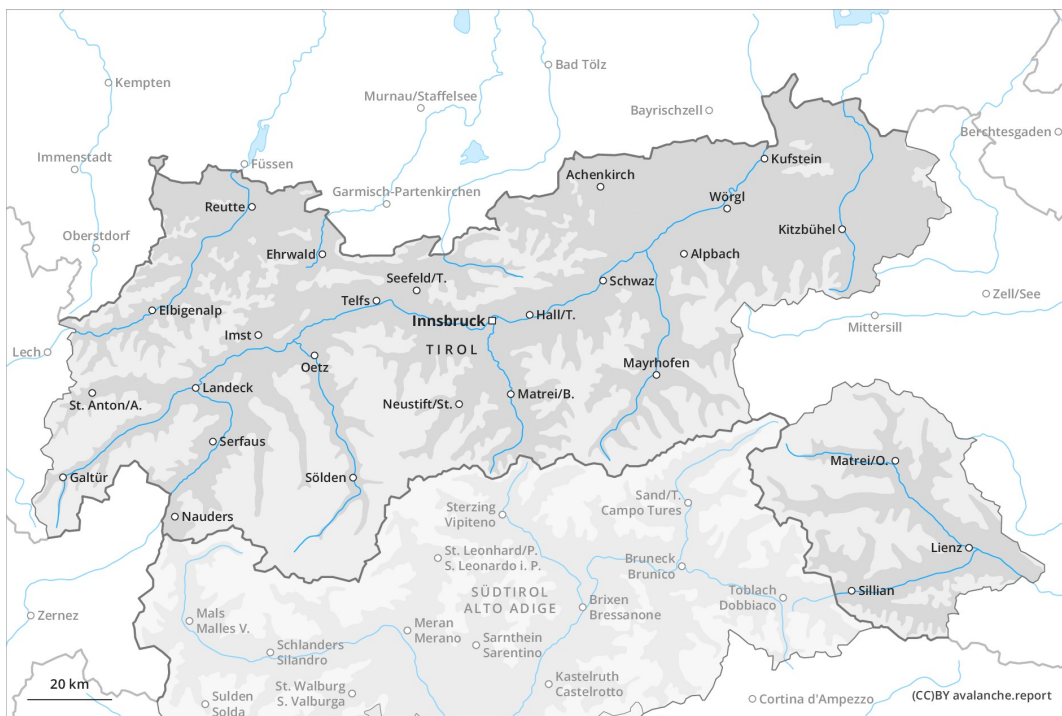 Kempten
Bad Tölz
Murnau/Staffelsee
Bayrischzell
Berchtesgaden
Immenstadt
Füssen
Kufstein
Garmisch-Partenkirchen
Achenkirch
Reutte
Wörgl
Kitzbühel
Oberstdorf
Ehrwald
Alpbach
Seefeld/T.
Schwaz
Zell/See
Telfs
Elbigenalp
Innsbruck
Hall/T.
Mittersill
Imst
TIROL
Lech
Oetz
Mayrhofen
Landeck
St. Anton/A.
Neustift/St.
Matrei/B.
Serfaus
Matrei/O.
Galtür
Sölden
Sand/T.
Campo Tures
Sterzing
Vipiteno
Nauders
Lienz
St. Leonhard/P.
S. Leonardo i. P.
Bruneck
Brunico
SÜDTIROL
ALTO ADIGE
Toblach
Dobbiaco
Sillian
Zernez
Mals
Malles V.
Brixen
Bressanone
Meran
Merano
Sarnthein
Sarentino
Schlanders
Silandro
20 km
St. Walburg
S. Valburga
Kastelruth
Castelrotto
Sulden
Solda
Cortina d'Ampezzo
(CC)BY avalanche.report